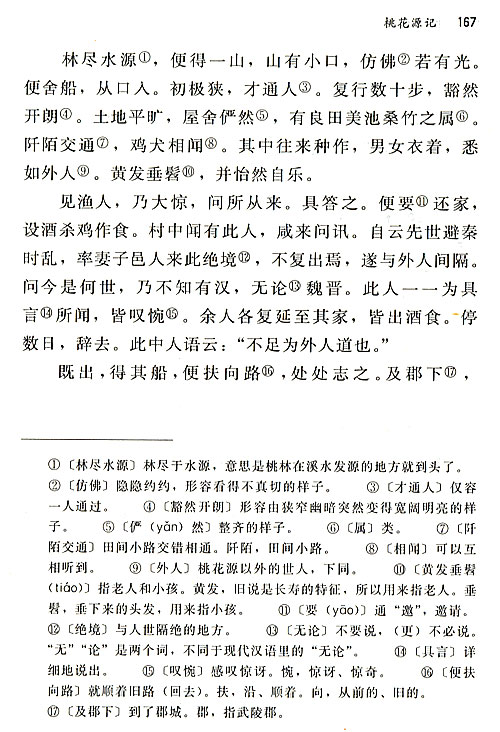 桃花源记 167
林尽水源①，便得一山，山有小口，仿佛②若有光。
便舍船，从口入。初极狭，才通人③。复行数十步，豁然
开朗④。土地平旷，屋舍俨然⑤，有良田美池桑竹之属⑥。
阡陌交通⑦，鸡犬相闻⑧。其中往来种作，男女衣着，悉
如外人⑨。黄发垂髫⑩，并怡然自乐。
见渔人，乃大惊，问所从来。具答之。便要⑪还家，
设酒杀鸡作食。村中闻有此人，咸来问讯。自云先世避秦
时乱，率妻子邑人来此绝境⑫，不复出焉，遂与外人间隔。
问今是何世，乃不知有汉，无论⑬魏晋。此人一一为具
言⑭所闻，皆叹惋⑮。余人各复延至其家，皆出酒食。停
数日，辞去。此中人语云：“不足为外人道也。”
既出，得其船，便扶向路⑯，处处志之。及郡下⑰，
①〔林尽水源〕林尽于水源，意思是桃林在溪水发源的地方就到头了。
②〔仿佛〕隐隐约约，形容看得不真切的样子。 ③〔才通人〕仅容
一人通过。 ④〔豁然开朗〕形容由狭窄幽暗突然变得宽阔明亮的样
子。 ⑤〔俨（yǎn）然〕整齐的样子。 ⑥〔属〕类。 ⑦〔阡
陌交通〕田间小路交错相通。阡陌，田间小路。 ⑧〔相闻〕可以互
相听到。 ⑨〔外人〕桃花源以外的世人，下同。 ⑩〔黄发垂髫
（tiáo）〕指老人和小孩。黄发，旧说是长寿的特征，所以用来指老人。垂
髫，垂下来的头发，用来指小孩。 ⑪〔要（yāo）〕通“邀”，邀请。
⑫〔绝境〕与人世隔绝的地方。 ⑬〔无论〕不要说，（更）不必说。
“无”“论”是两个词，不同于现代汉语里的“无论”。 ⑭〔具言〕详
细地说出。 ⑮〔叹惋〕感叹惊讶。惋，惊讶、惊奇。 ⑯〔便扶
向路〕就顺着旧路（回去）。扶，沿、顺着。向，从前的、旧的。
⑰〔及郡下〕到了郡城。郡，指武陵郡。